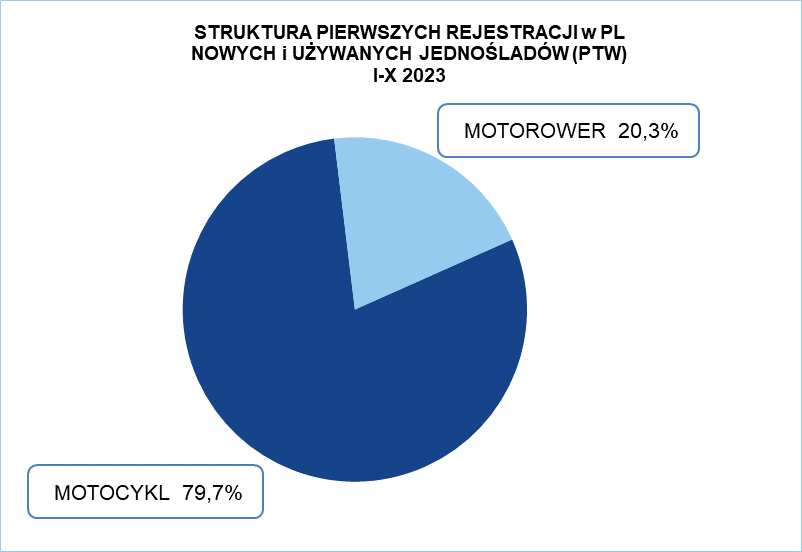 STRUKTURA PIERWSZYCH REJESTRACJI w PL
NOWYCH i UŻYWANYCH JEDNOŚLADÓW (PTW)
I-X 2023
MOTOROWER 20,3%
MOTOCYKL 79,7%